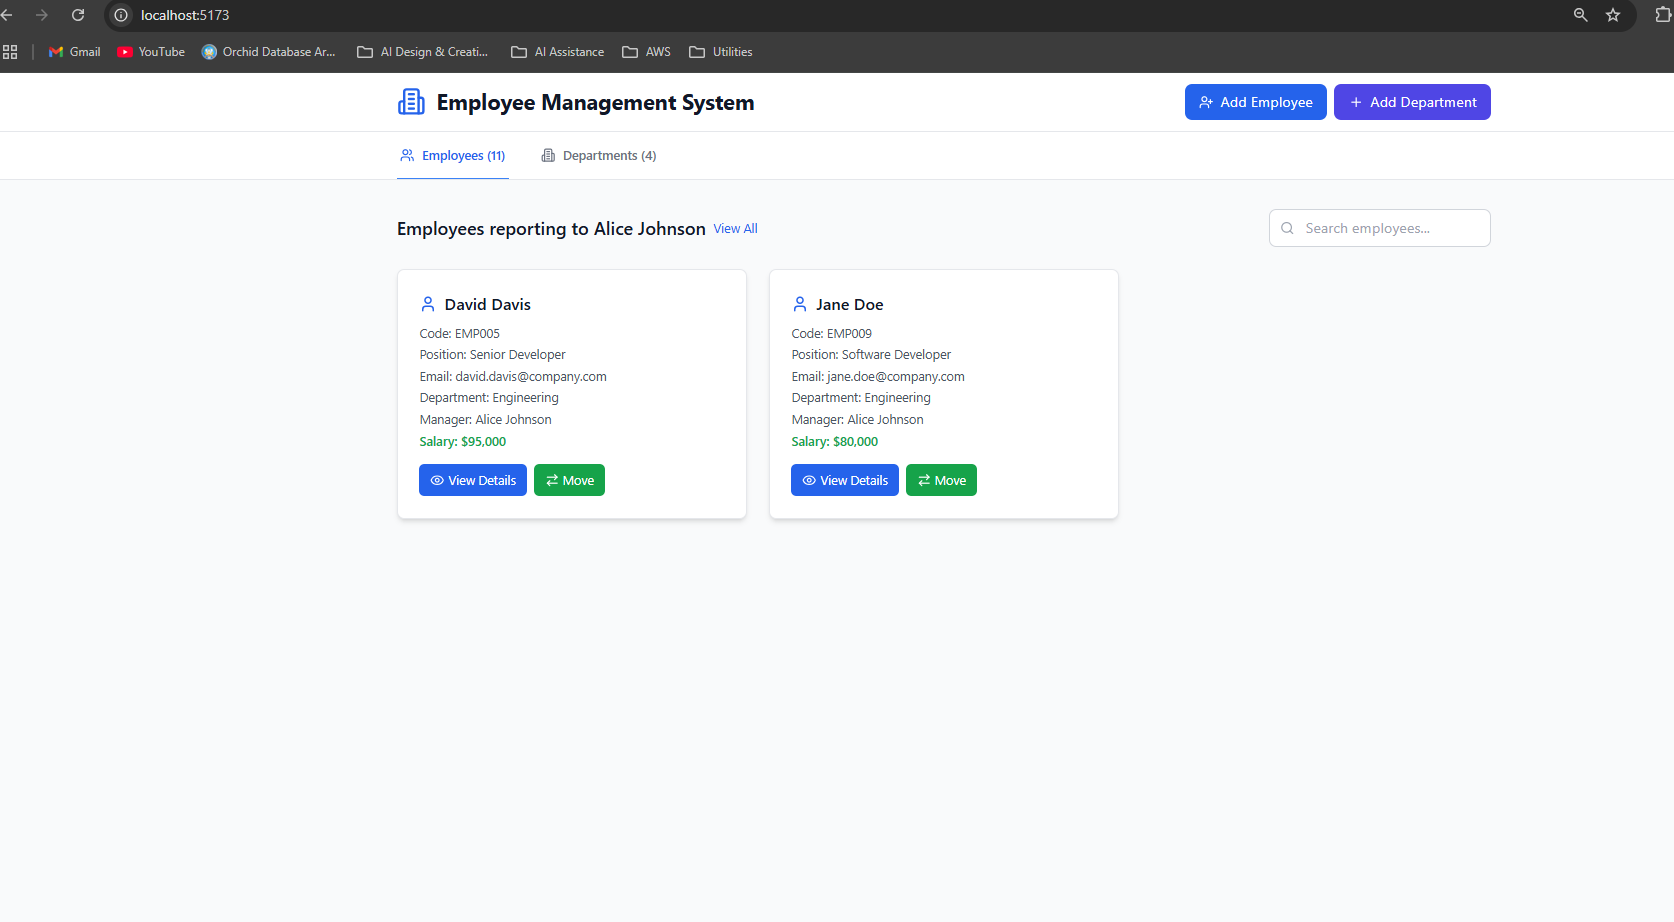 localhost:5173
Gmail YouTube Orchid Database Ar... AI Design & Creati... AI Assistance AWS Utilities
Employee Management System Add Employee Add Department
Employees (11) Departments (4)
Employees reporting to Alice Johnson View All Search employees...
David Davis
Code: EMP005
Position: Senior Developer
Email: david.davis@company.com
Department: Engineering
Manager: Alice Johnson
Salary: $95,000
View Details Move
Jane Doe
Code: EMP009
Position: Software Developer
Email: jane.doe@company.com
Department: Engineering
Manager: Alice Johnson
Salary: $80,000
View Details Move